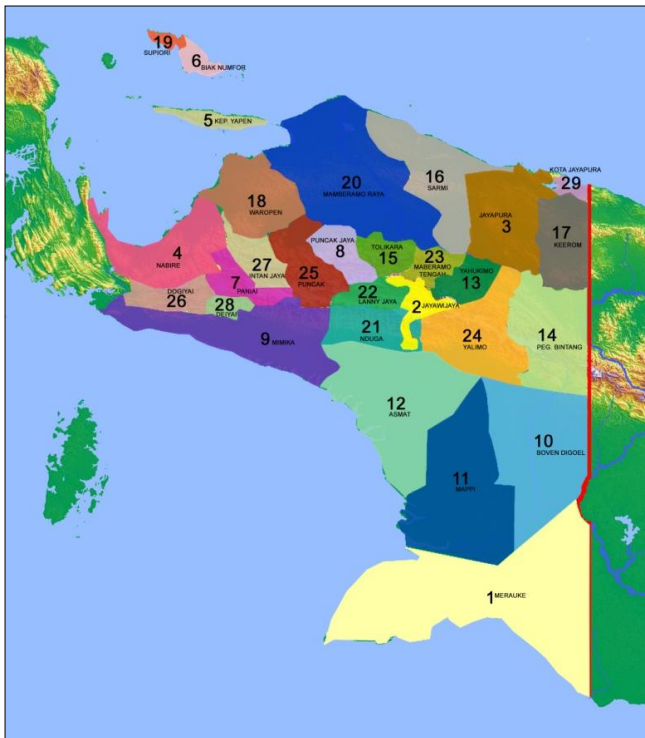 19
SUPIORI
6
BIAK NUMFOR
5 KEP. YAPEN
KOTA JAYAPURA
29
16
SARMI
20
MAMBERAMO RAYA
18
WAROPEN
JAYAPURA
3
17
KEEROM
PUNCAK JAYA
8
TOLIKARA
15
23
MABERAMO
TENGAH
YAHUKIMO
13
4
NABIRE
27
INTAN JAYA
25
PUNCAK
7
PANIAI
DOGIYAI
26
28
DEIYAI
22
LANNY JAYA
2 JAYAWIJAYA
9 MIMIKA
21
NDUGA
24
YALIMO
14
PEG. BINTANG
12
ASMAT
10
BOVEN DIGOEL
11
MAPPI
1 MERAUKE